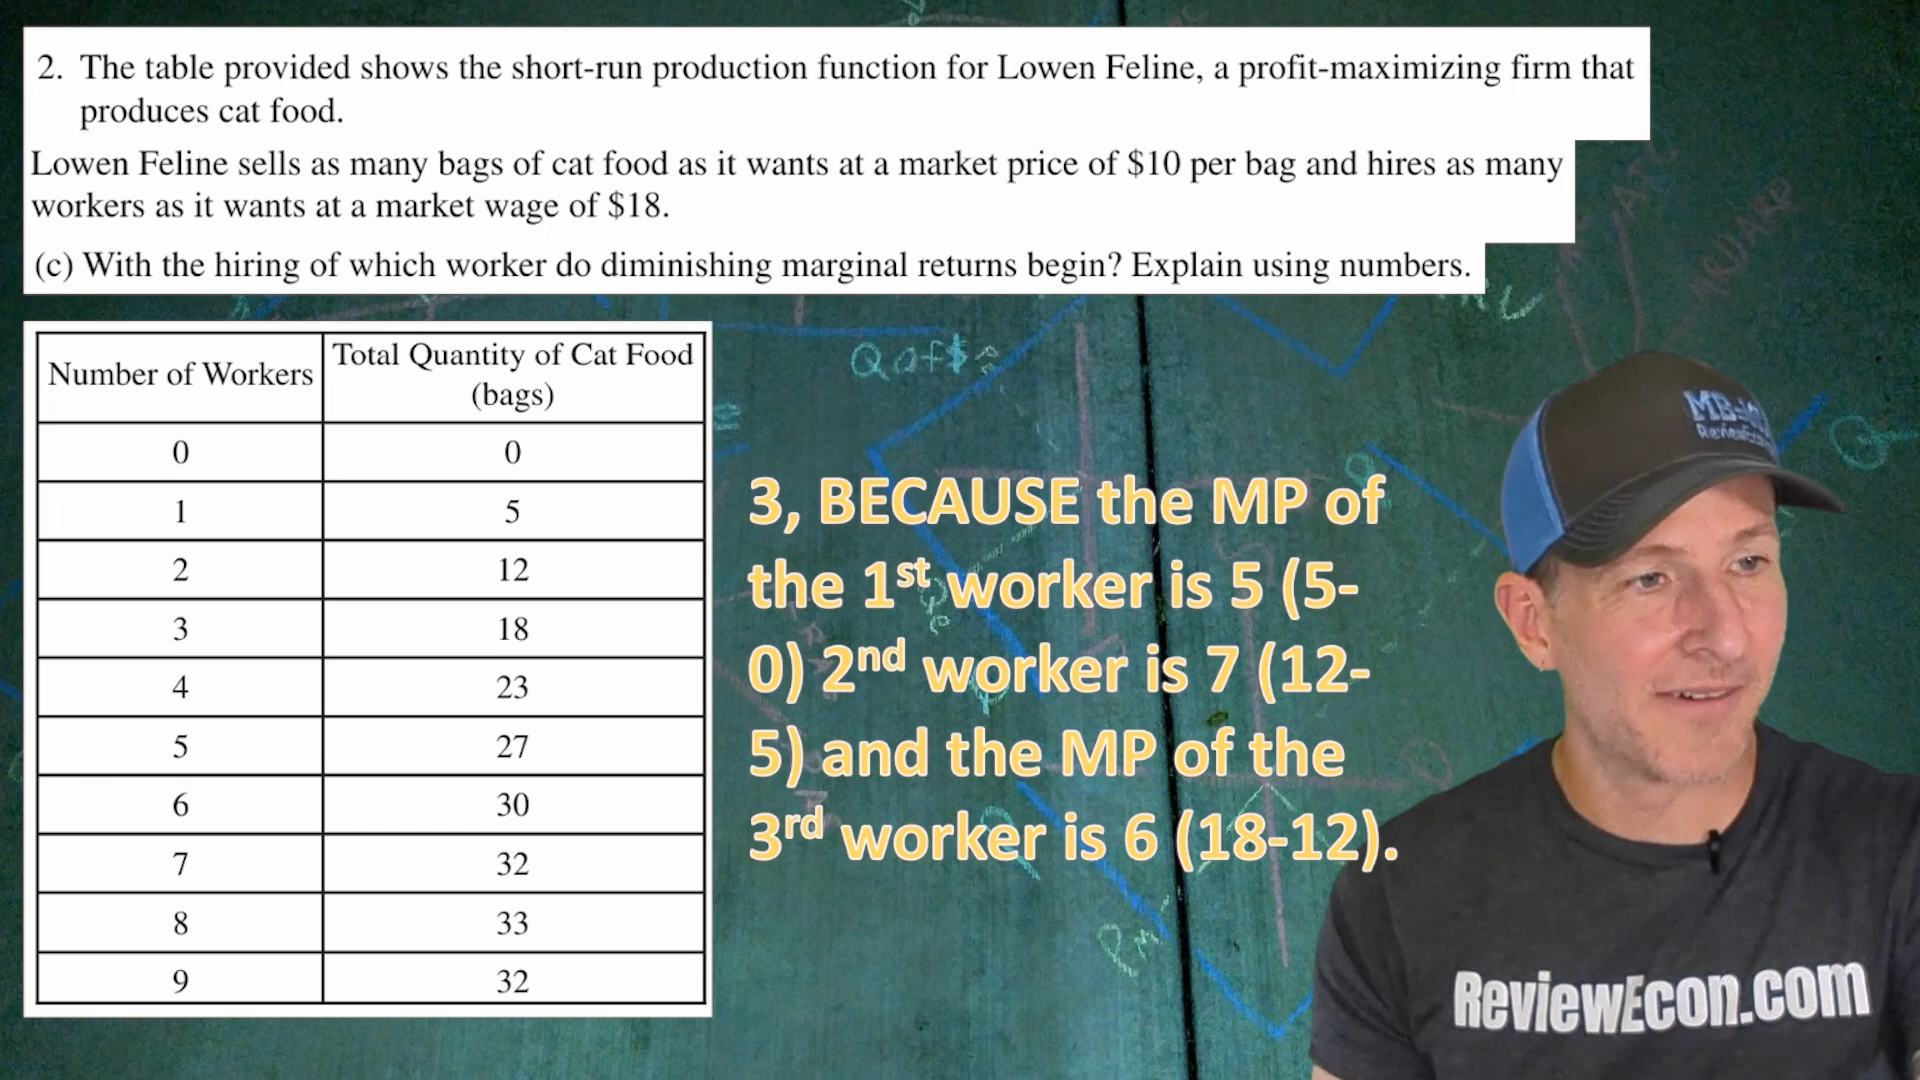 2. The table provided shows the short-run production function for Lowen Feline, a profit-maximizing firm that
produces cat food.
Lowen Feline sells as many bags of cat food as it wants at a market price of $10 per bag and hires as many
workers as it wants at a market wage of $18.
(c) With the hiring of which worker do diminishing marginal returns begin? Explain using numbers.
Number of Workers Total Quantity of Cat Food
(bags)
0 0
1 5
2 12
3 18
4 23
5 27
6 30
7 32
8 33
9 32
3, BECAUSE the MP of
the 1st worker is 5 (5-
0) 2nd worker is 7 (12-
5) and the MP of the
3rd worker is 6 (18-12).
ReviewEcon.com